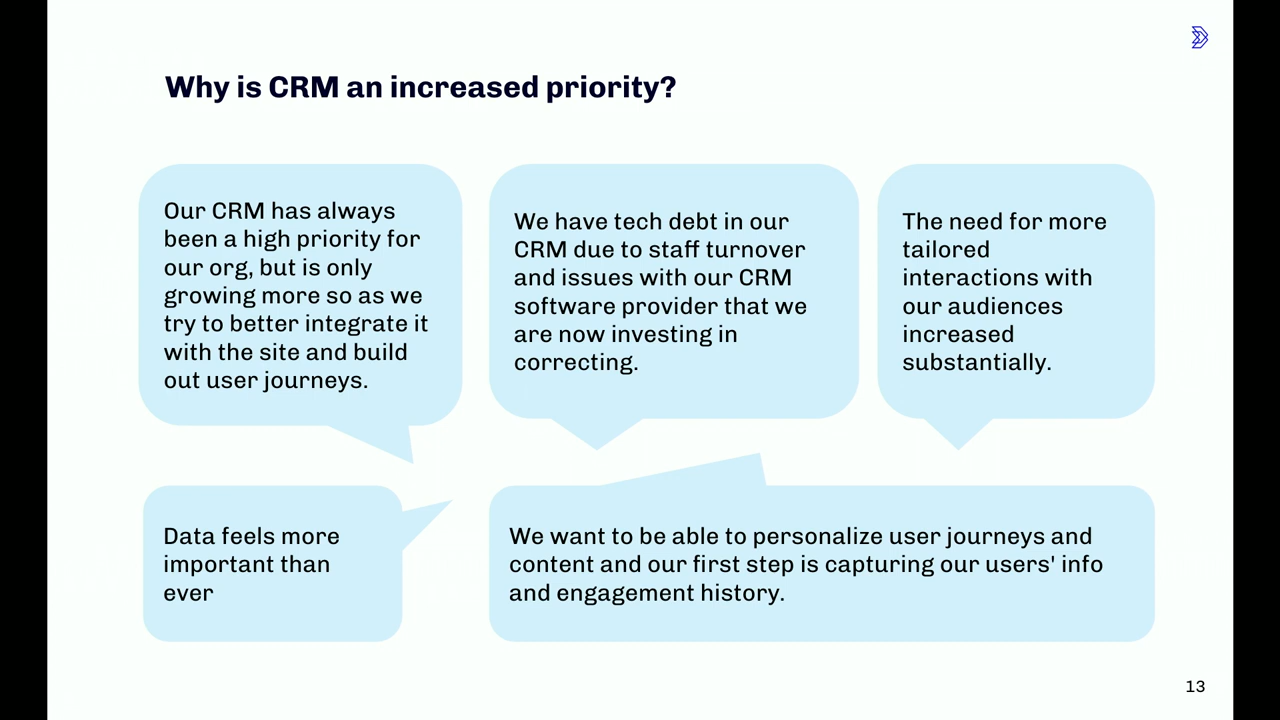 Why is CRM an increased priority?
Our CRM has always
been a high priority for
our org, but is only
growing more so as we
try to better integrate it
with the site and build
out user journeys.
We have tech debt in our
CRM due to staff turnover
and issues with our CRM
software provider that we
are now investing in
correcting.
The need for more
tailored
interactions with
our audiences
increased
substantially.
Data feels more
important than
ever
We want to be able to personalize user journeys and
content and our first step is capturing our users' info
and engagement history.
13